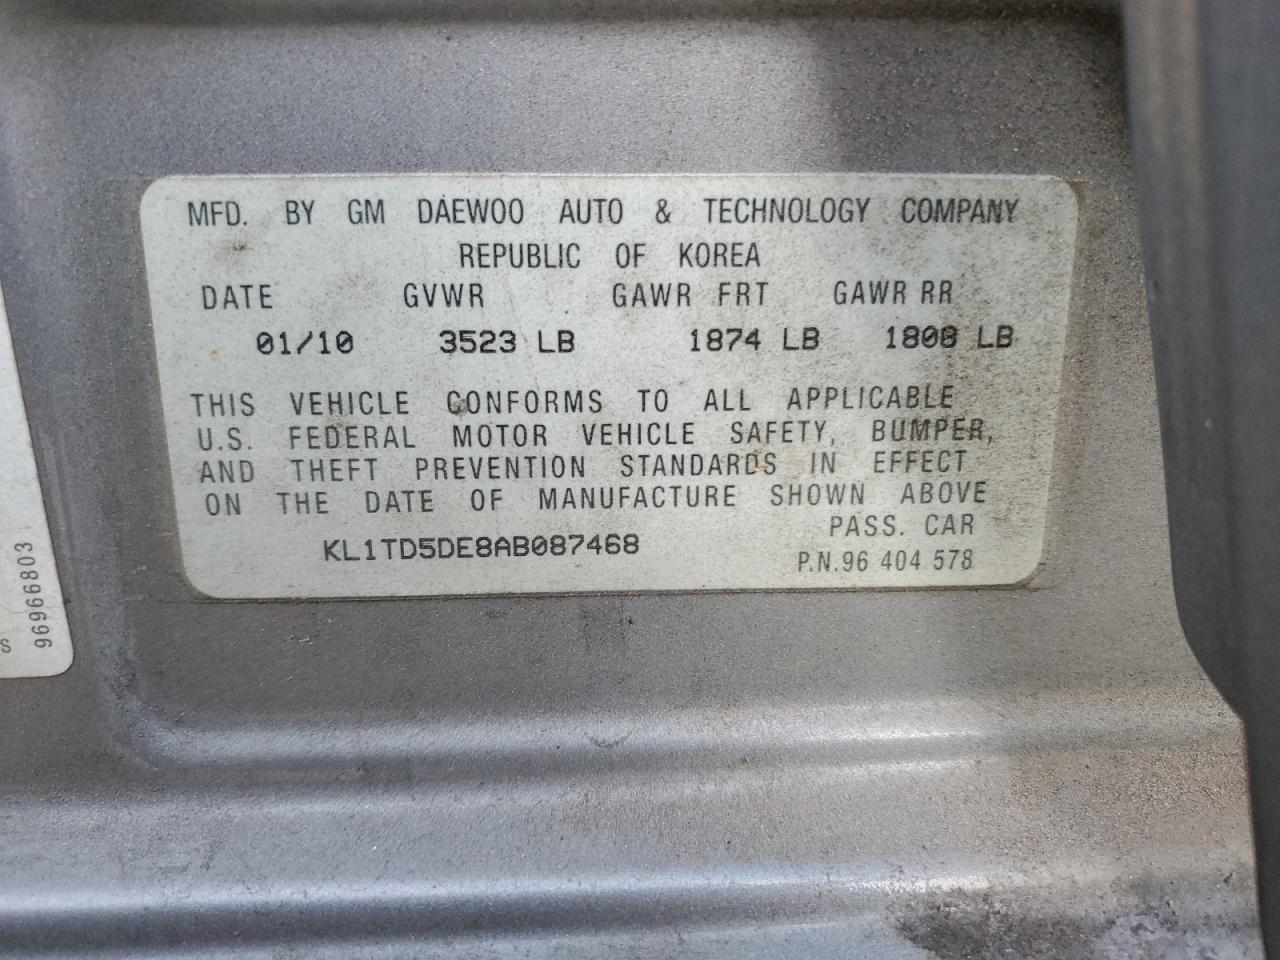 MFD. BY GM DAEWOO AUTO & TECHNOLOGY COMPANY
REPUBLIC OF KOREA
DATE GVWR GAWR FRT GAWR RR
01/10 3523 LB 1874 LB 1808 LB
THIS VEHICLE CONFORMS TO ALL APPLICABLE
U.S. FEDERAL MOTOR VEHICLE SAFETY, BUMPER,
AND THEFT PREVENTION STANDARDS IN EFFECT
ON THE DATE OF MANUFACTURE SHOWN ABOVE
PASS. CAR
KL1TD5DE8AB087468
P.N.96 404 578
96966803
S